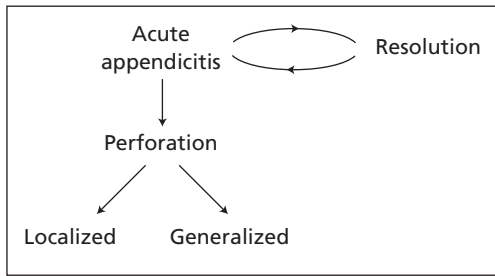 Acute
appendicitis
Resolution
Perforation
Localized
Generalized